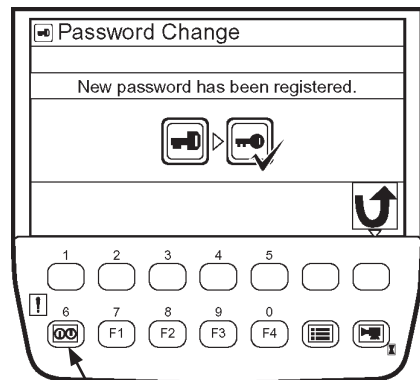 Password Change
New password has been registered.
1 2 3 4 5
!
6 7 8 9 0
F1 F2 F3 F4